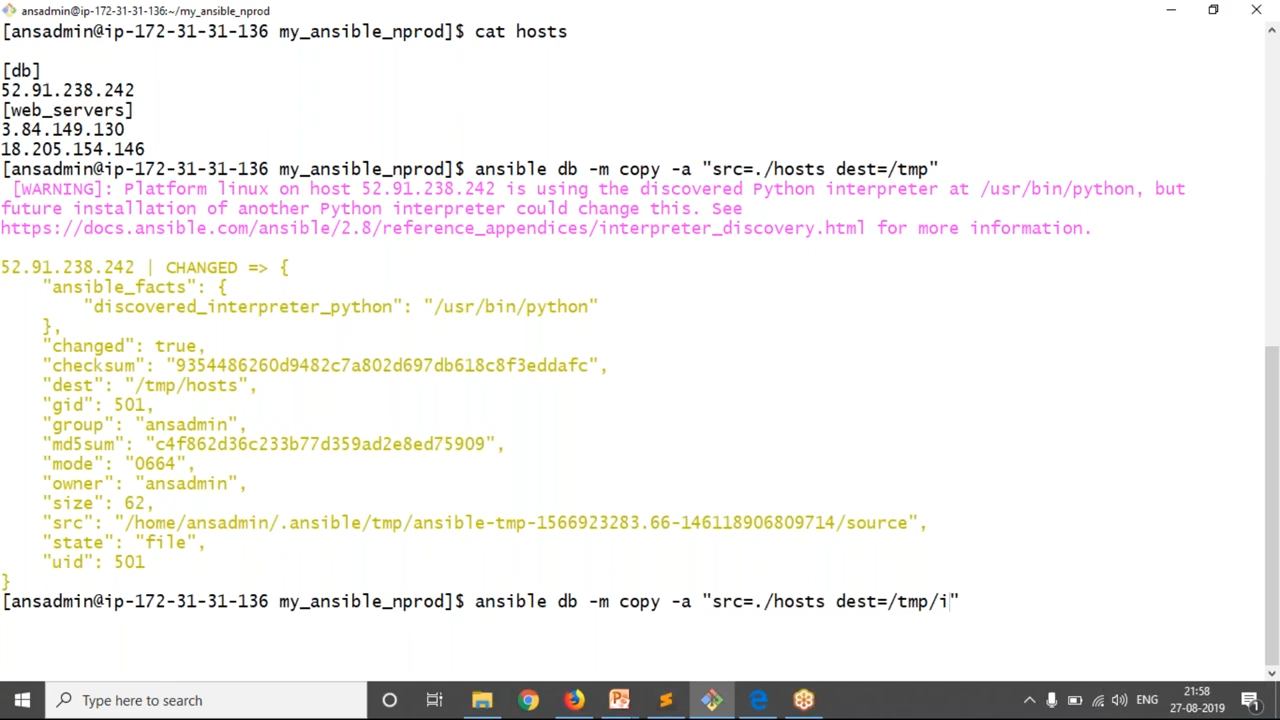 ansadmin@ip-172-31-31-136:~/my_ansible_nprod
[ansadmin@ip-172-31-31-136 my_ansible_nprod]$ cat hosts
[db]
52.91.238.242
[web_servers]
3.84.149.130
18.205.154.146
[ansadmin@ip-172-31-31-136 my_ansible_nprod]$ ansible db -m copy -a "src=./hosts dest=/tmp"
[WARNING]: Platform linux on host 52.91.238.242 is using the discovered Python interpreter at /usr/bin/python, but
future installation of another Python interpreter could change this. See
https://docs.ansible.com/ansible/2.8/reference_appendices/interpreter_discovery.html for more information.
52.91.238.242 | CHANGED => {
"ansible_facts": {
"discovered_interpreter_python": "/usr/bin/python"
},
"changed": true,
"checksum": "9354486260d9482c7a802d697db618c8f3eddafc",
"dest": "/tmp/hosts",
"gid": 501,
"group": "ansadmin",
"md5sum": "c4f862d36c233b77d359ad2e8ed75909",
"mode": "0664",
"owner": "ansadmin",
"size": 62,
"src": "/home/ansadmin/.ansible/tmp/ansible-tmp-1566923283.66-146118906809714/source",
"state": "file",
"uid": 501
}
[ansadmin@ip-172-31-31-136 my_ansible_nprod]$ ansible db -m copy -a "src=./hosts dest=/tmp/i"
Type here to search
ENG
21:58
27-08-2019
1